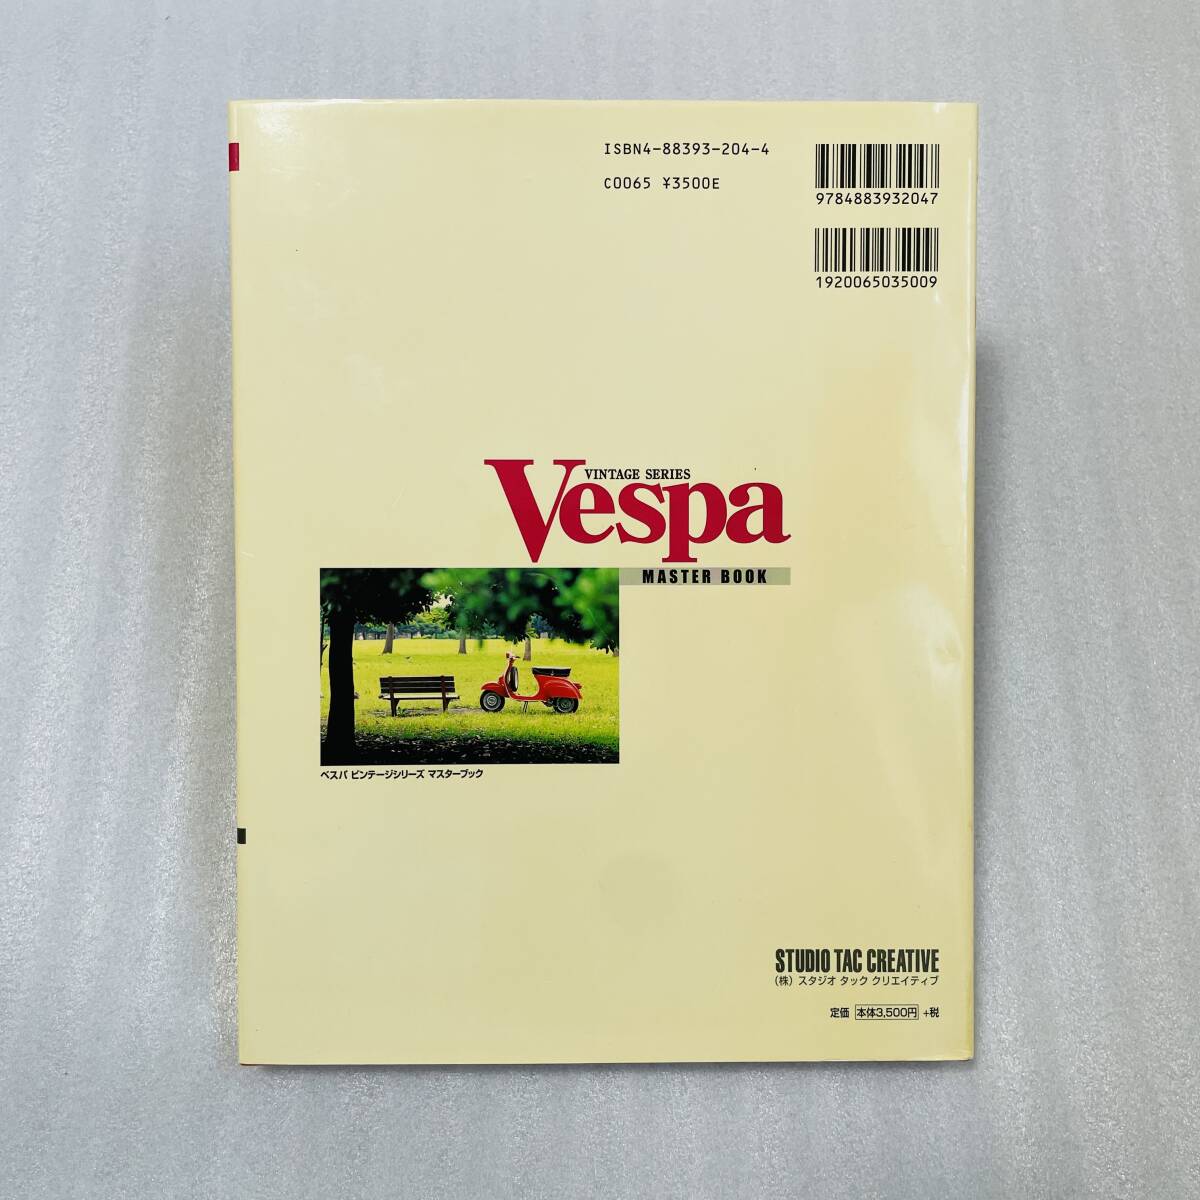 ISBN4-88393-204-4
C0065 ¥3500E
9784883932047
1920065035009
VINTAGE SERIES
Vespa
MASTER BOOK
ベスパ ビンテージシリーズ マスターブック
STUDIO TAC CREATIVE
(株) スタジオ タック クリエイティブ
定価 本体3,500円 +税